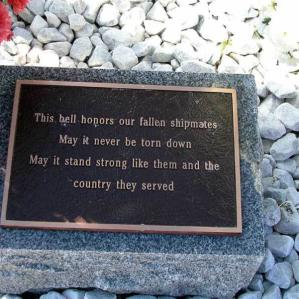 This bell honors our fallen shipmates
May it never be torn down
May it stand strong like them and the
country they served